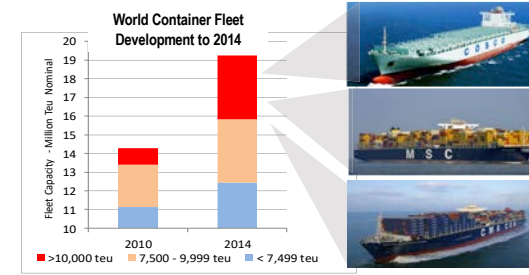 World Container Fleet
Development to 2014
Fleet Capacity - Million Teu Nominal
20
19
18
17
16
15
14
13
12
11
10
2010
2014
>10,000 teu
7,500 - 9,999 teu
< 7,499 teu
COSCO
MSC
CMA CGM